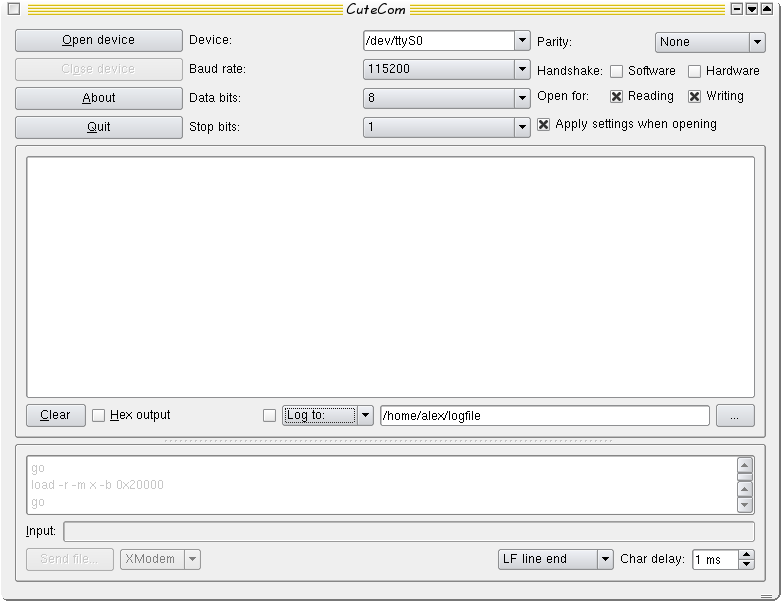 CuteCom
Open device Device: /dev/ttyS0 Parity: None
Close device Baud rate: 115200 Handshake: Software Hardware
About Data bits: 8 Open for: Reading Writing
Quit Stop bits: 1 Apply settings when opening
Clear Hex output Log to: /home/alex/logfile ...
go
load -r -m x -b 0x20000
go
Input:
Send file... XModem LF line end Char delay: 1 ms